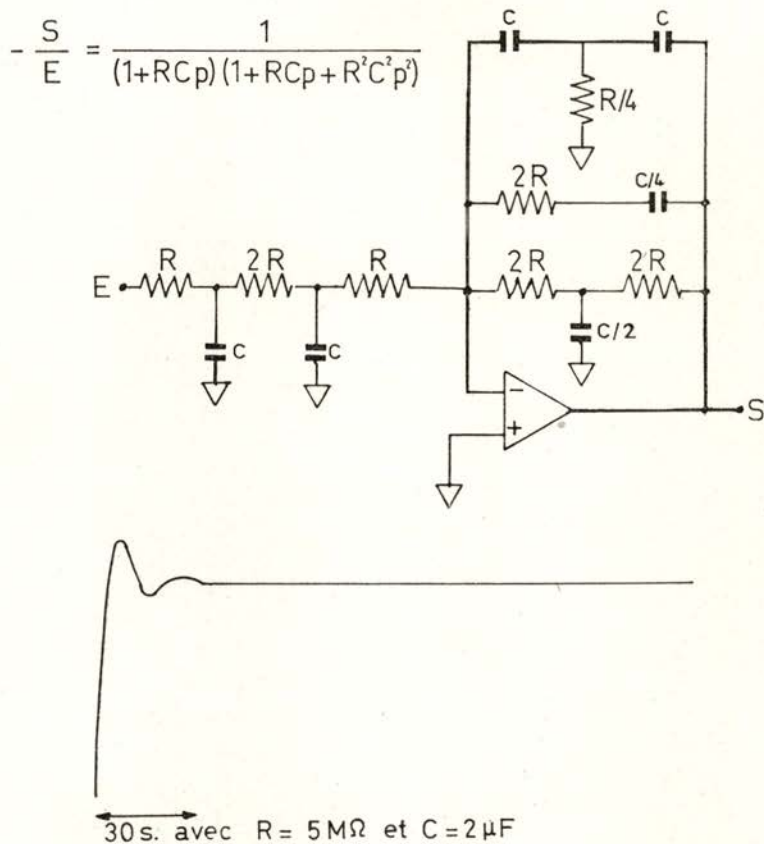 - S/E = 1/((1+RCp)(1+RCp+R²C²p²))
C C
R/4
2R C/4
E R 2R R 2R 2R
C C C/2
-
+
S
30s. avec R = 5MΩ et C = 2µF